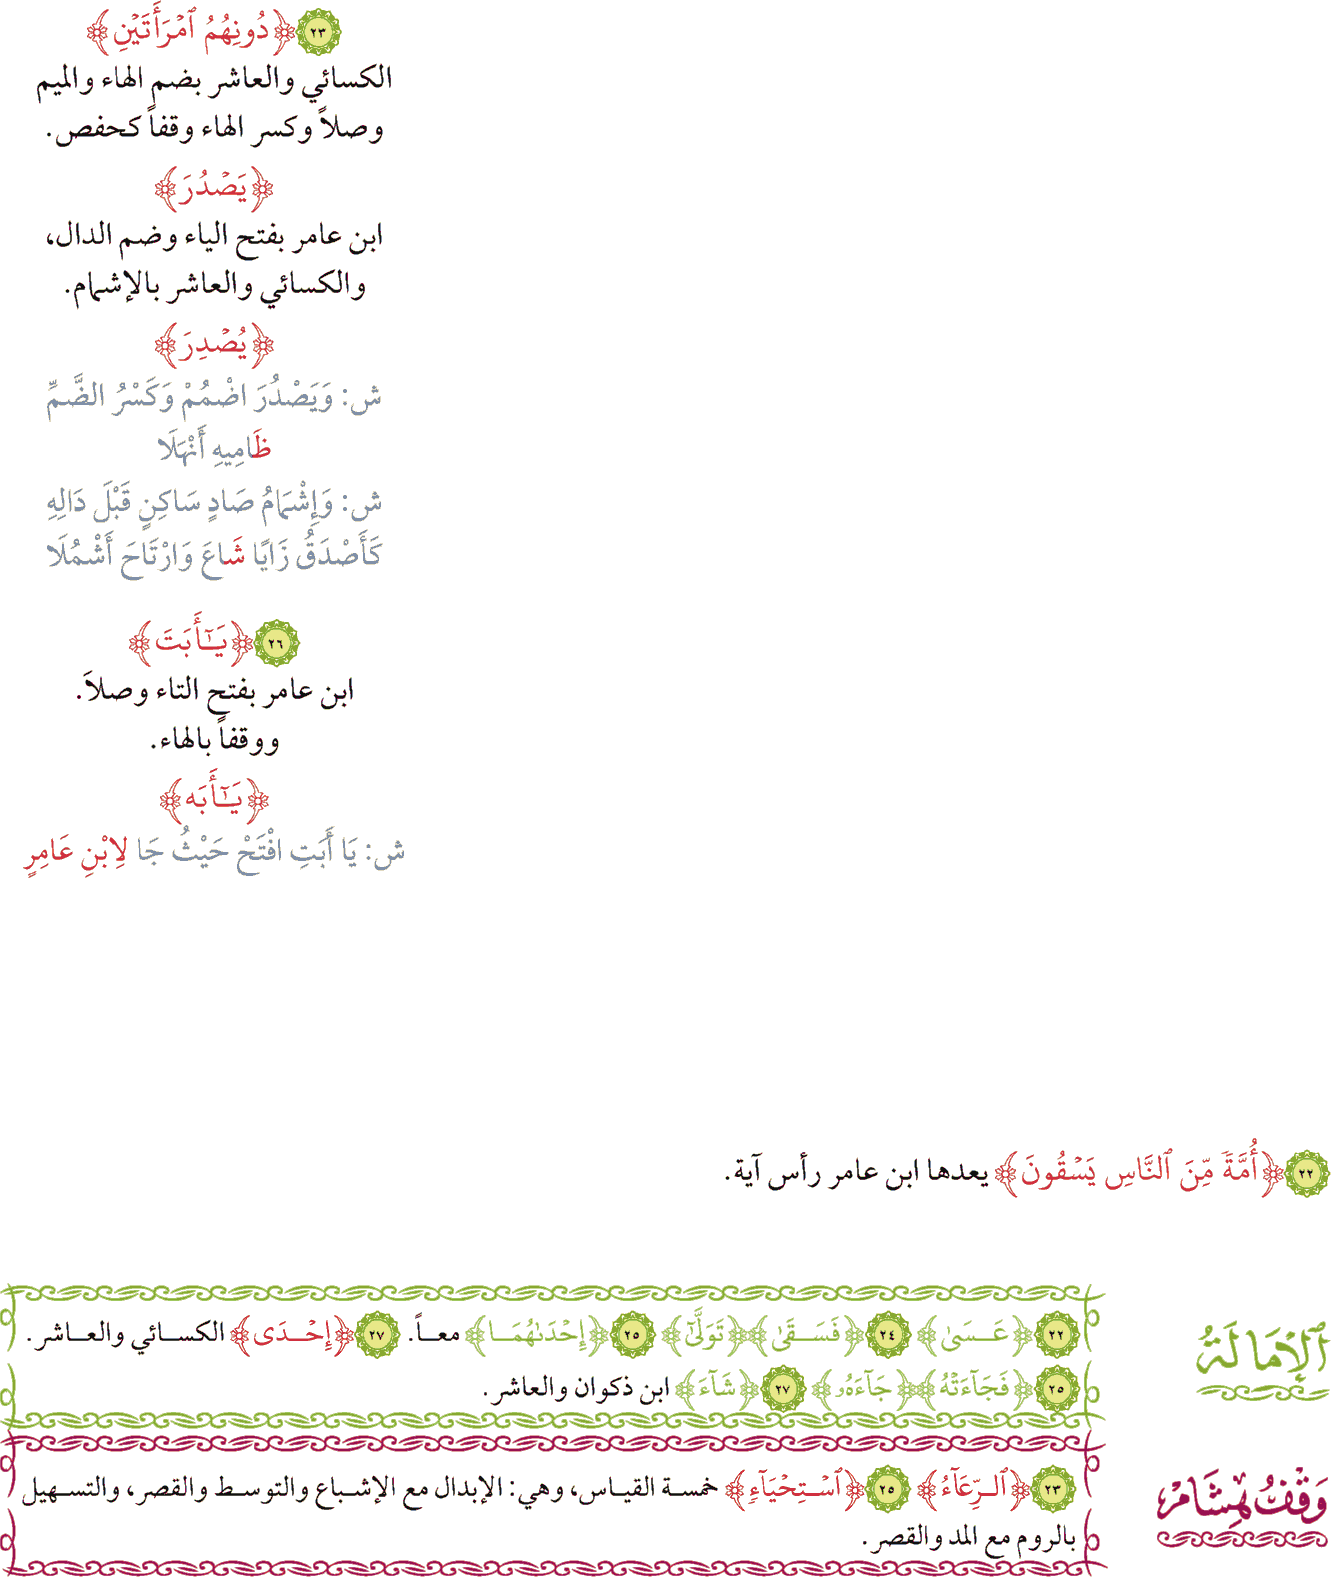 ٢٣ ﴿دُونِهُمُ ٱمۡرَأَتَيۡنِ﴾
الكسائي والعاشر بضم الهاء والميم
وصلاً وكسر الهاء وقفاً كحفص.
﴿يَصۡدُرَ﴾
ابن عامر بفتح الياء وضم الدال،
والكسائي والعاشر بالإشمام.
﴿يُصۡدِرَ﴾
ش: وَيَصْدُرَ اضْمُمْ وَكَسْرُ الضَّمِّ
ظَامِيهِ أَنْهَلَا
ش: وَإِشْمَامُ صَادٍ سَاكِنٍ قَبْلَ دَالِهِ
كَأَصْدَقُ زَايًا شَاعَ وَارْتَاحَ أَشْمُلَا
٢٦ ﴿يَـٰٓأَبَتَ﴾
ابن عامر بفتح التاء وصلاً.
ووقفاً بالهاء.
﴿يَـٰٓأَبَه﴾
ش: يَا أَبَتِ افْتَحْ حَيْثُ جَا لِابْنِ عَامِرٍ
٢٢ ﴿أُمَّةٗ مِّنَ ٱلنَّاسِ يَسۡقُونَ﴾ يعدها ابن عامر رأس آية.
ٱلْإِمَالَةُ
٢٢ ﴿عَسَىٰ﴾ ٢٤ ﴿فَسَقَىٰ﴾ ﴿تَوَلَّىٰٓ﴾ ٢٥ ﴿إِحۡدَىٰهُمَا﴾ معاً. ٢٧ ﴿إِحۡدَى﴾ الكسائي والعاشر.
٢٥ ﴿فَجَآءَتۡهُ﴾ ﴿جَآءَهُۥ﴾ ٢٧ ﴿شَآءَ﴾ ابن ذكوان والعاشر.
وَقْفُ هِشَامٍ
٢٣ ﴿ٱلرِّعَآءُ﴾ ٢٥ ﴿ٱسۡتِحۡيَآءٖ﴾ خمسة القياس، وهي: الإبدال مع الإشباع والتوسط والقصر، والتسهيل
بالروم مع المد والقصر.